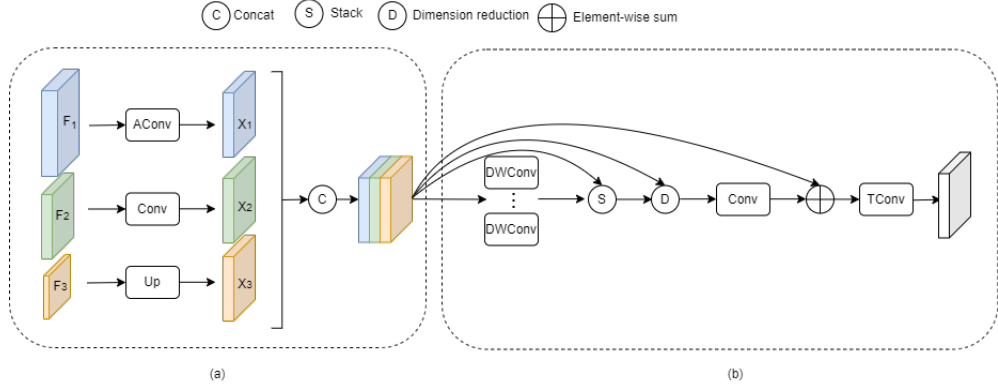 C Concat S Stack D Dimension reduction Element-wise sum
F1 AConv X1
F2 Conv X2
F3 Up X3
C
DWConv
⋮
DWConv
S D Conv TConv
(a) (b)